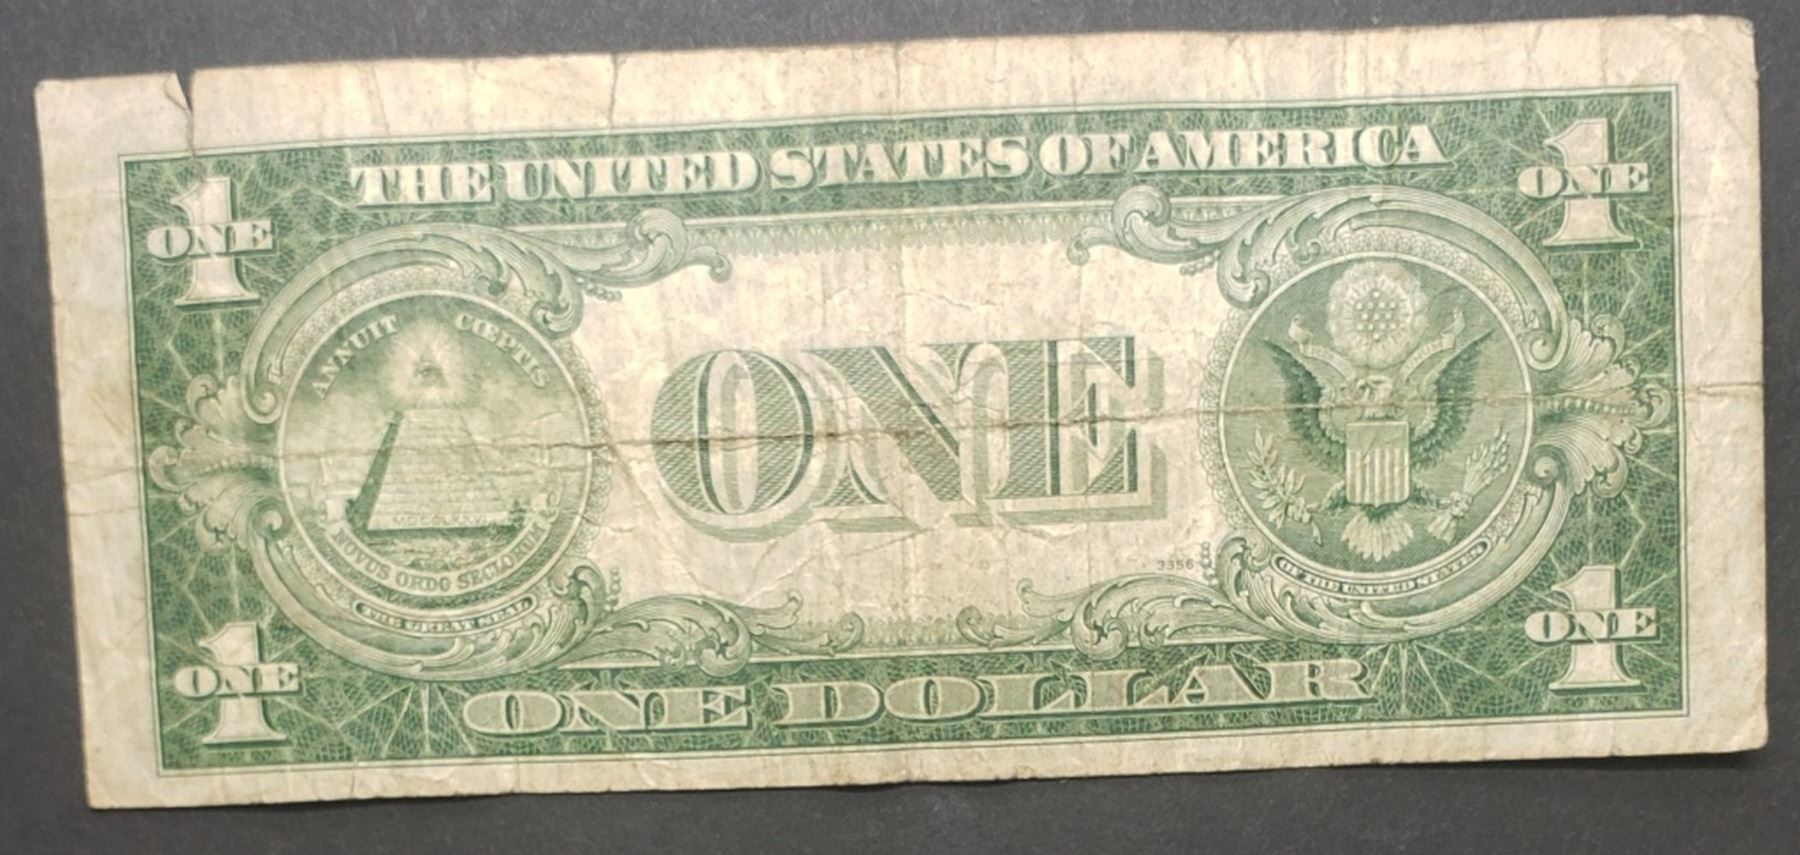 THE UNITED STATES OF AMERICA
1
ONE
1
ONE
ANNUIT CŒPTIS
ONE
NOVUS ORDO SECLORUM
THE GREAT SEAL
3356
OF THE UNITED STATES
1
ONE
1
ONE
ONE DOLLAR